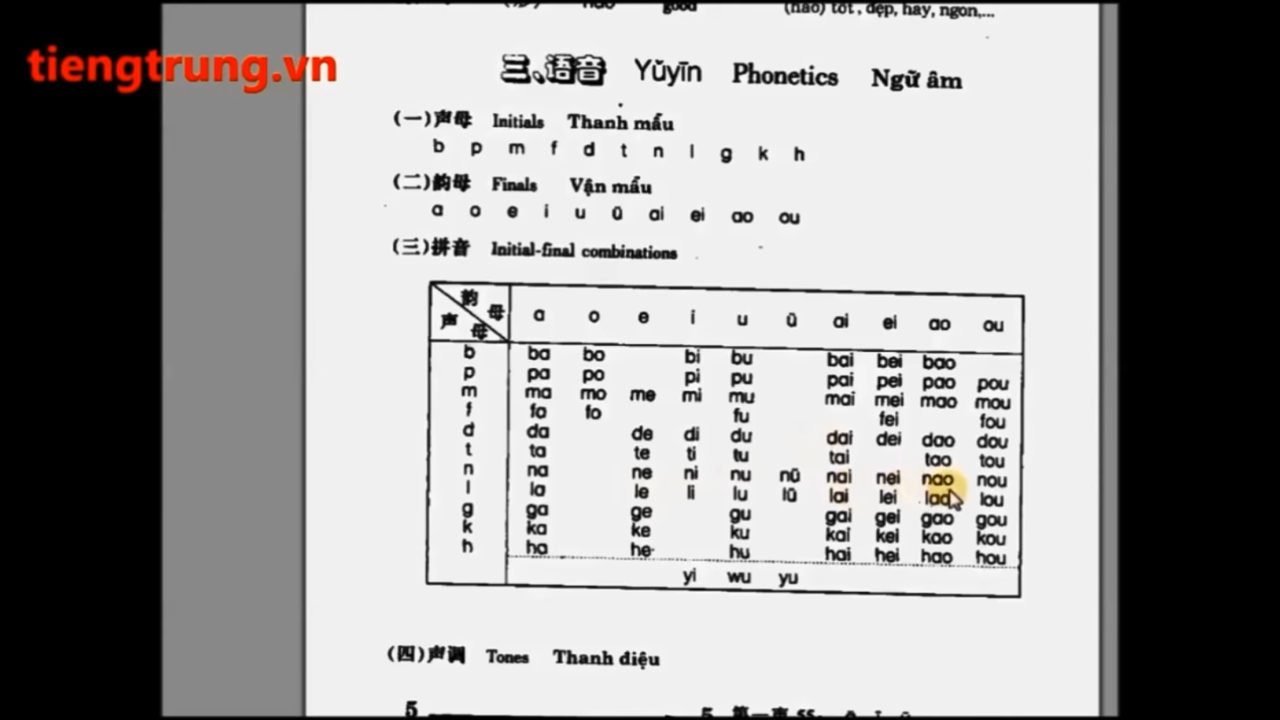 good (hǎo) tốt, đẹp, hay, ngon,...
tiengtrung.vn
三、语音 Yǔyīn Phonetics Ngữ âm
(一)声母 Initials Thanh mẫu
b p m f d t n l g k h
(二)韵母 Finals Vận mẫu
a o e i u ü ai ei ao ou
(三)拼音 Initial-final combinations
韵母
声母 a o e i u ü ai ei ao ou
b ba bo bi bu bai bei bao
p pa po pi pu pai pei pao pou
m ma mo me mi mu mai mei mao mou
f fa fo fu fei fou
d da de di du dai dei dao dou
t ta te ti tu tai tao tou
n na ne ni nu nü nai nei nao nou
l la le li lu lü lai lei lao lou
g ga ge gu gai gei gao gou
k ka ke ku kai kei kao kou
h ha he hu hai hei hao hou
yi wu yu
(四)声调 Tones Thanh điệu
5 5 第一声 55: